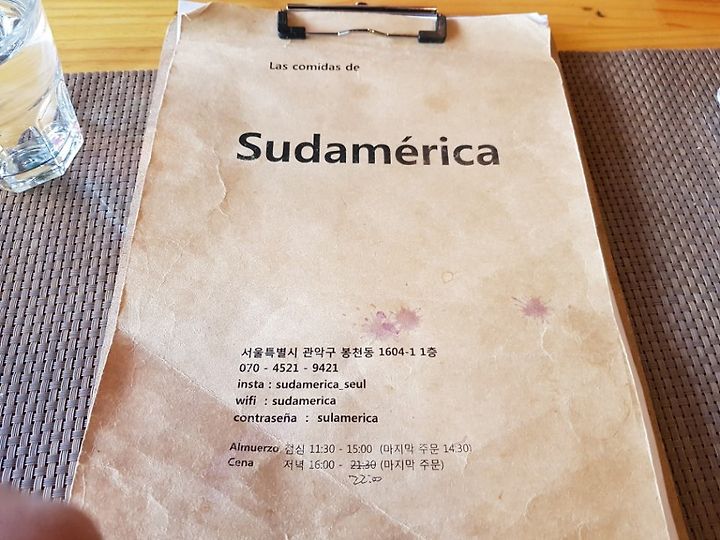 Las comidas de
Sudamérica
서울특별시 관악구 봉천동 1604-1 1층
070 - 4521 - 9421
insta : sudamerica_seul
wifi : sudamerica
contraseña : sulamerica
Almuerzo 점심 11:30 - 15:00 (마지막 주문 14:30)
Cena 저녁 16:00 - 21:30 (마지막 주문)
22:00